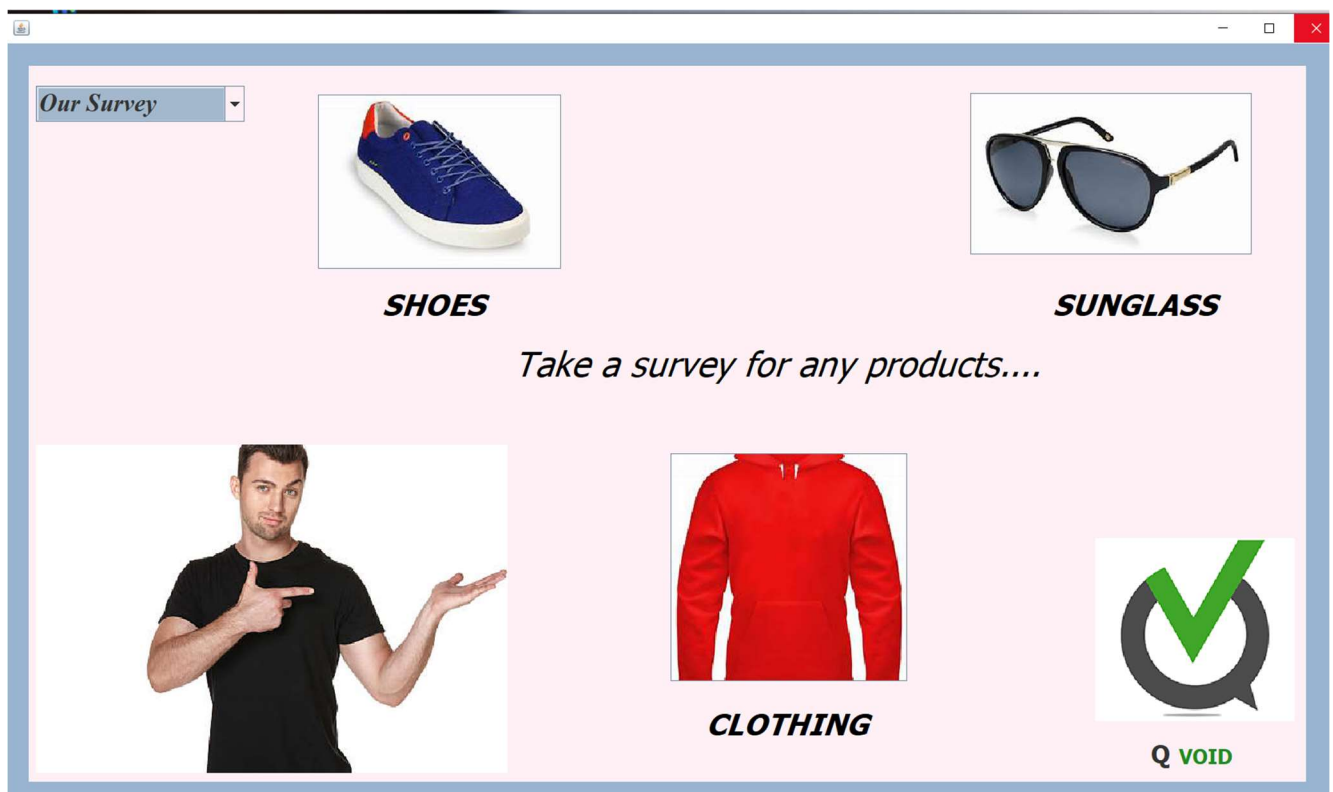 Our Survey
SHOES
SUNGLASS
Take a survey for any products....
CLOTHING
Q VOID